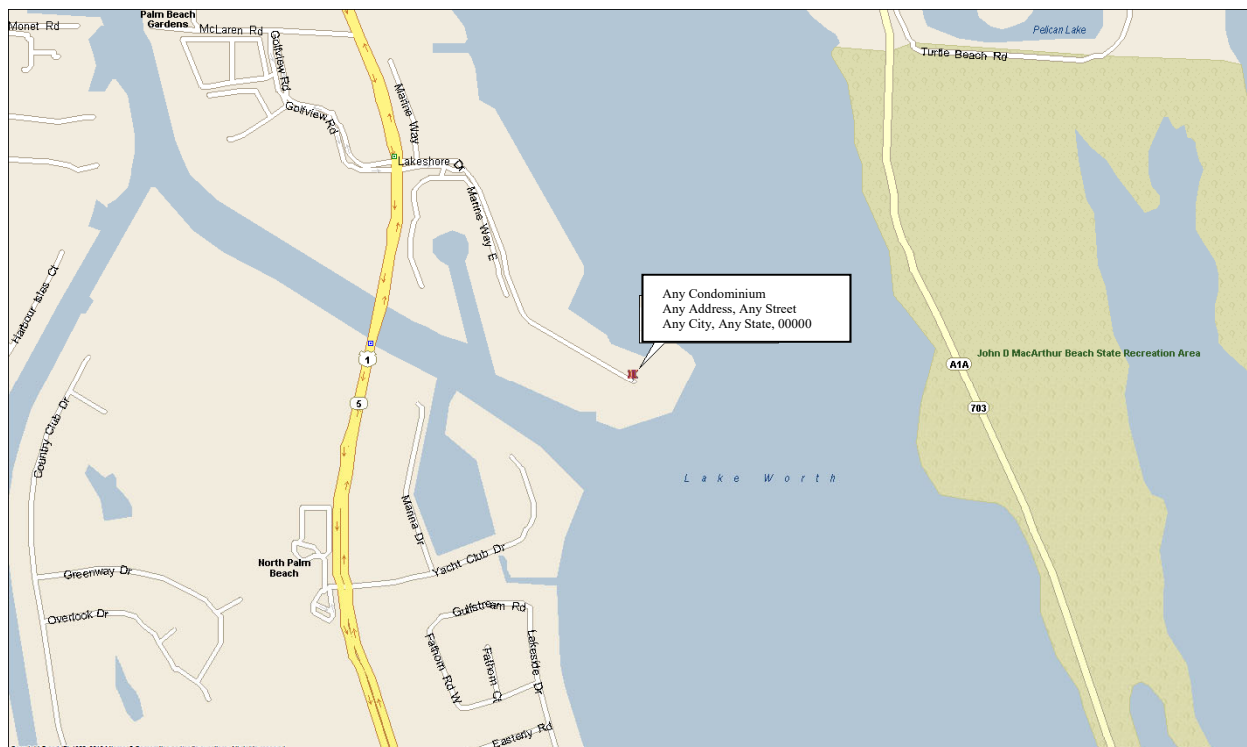 Palm Beach
Gardens
Monet Rd
McLaren Rd
Golfview Rd
Golfview Rd
Marine Way
Lakeshore Dr
Marine Way E
Pelican Lake
Turtle Beach Rd
Harbour Isles Ct
Any Condominium
Any Address, Any Street
Any City, Any State, 00000
1
5
John D MacArthur Beach State Recreation Area
A1A
703
Country Club Dr
Lake Worth
Marina Dr
North Palm
Beach
Yacht Club Dr
Greenway Dr
Overlook Dr
Gulfstream Rd
Fathom Rd W
Fathom Ct
Lakeside Dr
Easterly Rd